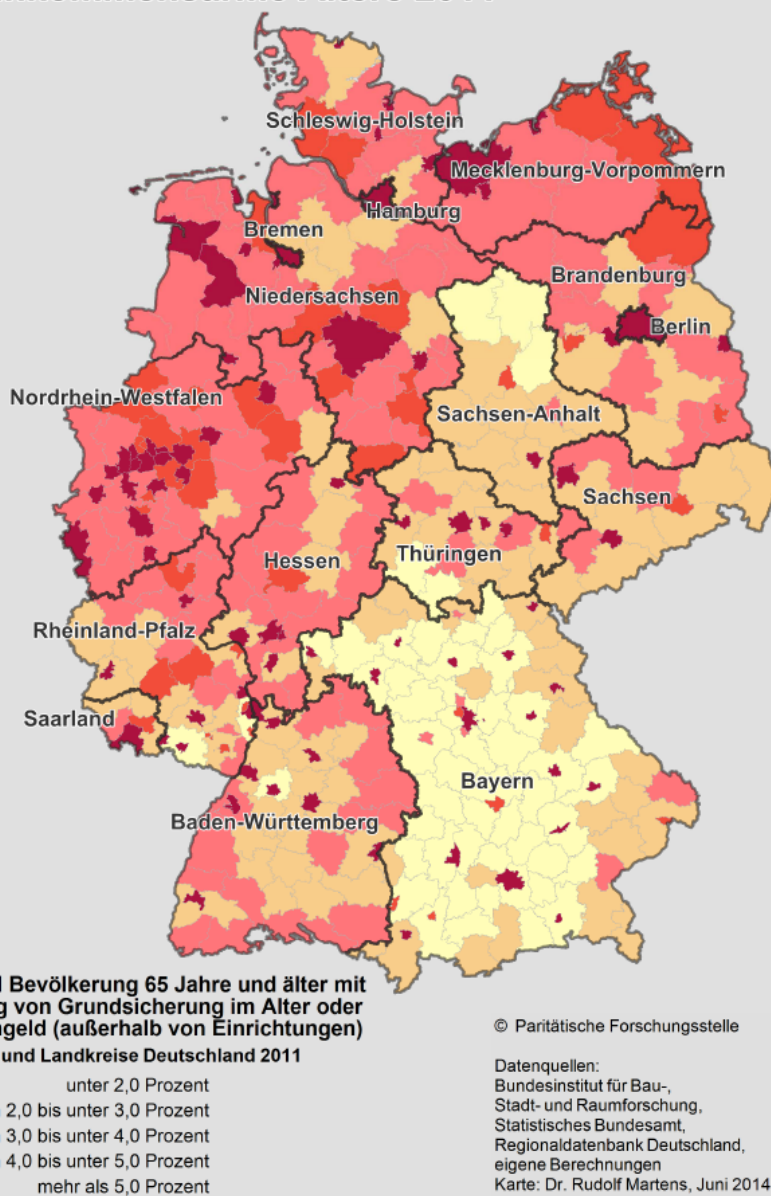 Schleswig-Holstein
Mecklenburg-Vorpommern
Hamburg
Bremen
Brandenburg
Niedersachsen
Berlin
Nordrhein-Westfalen
Sachsen-Anhalt
Sachsen
Hessen
Thüringen
Rheinland-Pfalz
Saarland
Bayern
Baden-Württemberg
Bevölkerung 65 Jahre und älter mit
von Grundsicherung im Alter oder
(außerhalb von Einrichtungen)
und Landkreise Deutschland 2011
unter 2,0 Prozent
2,0 bis unter 3,0 Prozent
3,0 bis unter 4,0 Prozent
4,0 bis unter 5,0 Prozent
mehr als 5,0 Prozent
© Paritätische Forschungsstelle
Datenquellen:
Bundesinstitut für Bau-,
Stadt- und Raumforschung,
Statistisches Bundesamt,
Regionaldatenbank Deutschland,
eigene Berechnungen
Karte: Dr. Rudolf Martens, Juni 2014